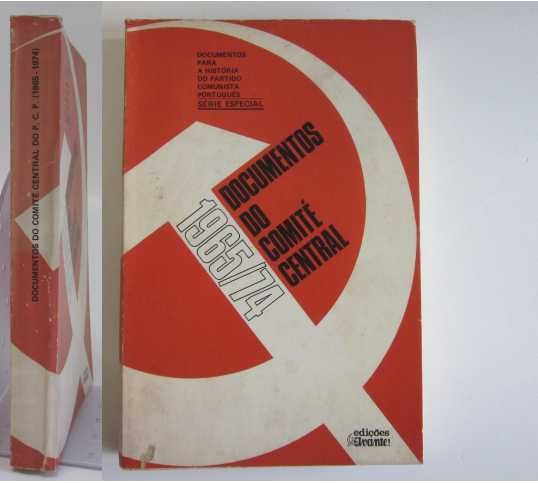 DOCUMENTOS DO COMITÉ CENTRAL DO P. C. P. (1965-1974)
DOCUMENTOS
PARA
A HISTÓRIA
DO PARTIDO
COMUNISTA
PORTUGUÊS
SÉRIE ESPECIAL
DOCUMENTOS
DO
COMITÉ
CENTRAL
1965/74
edições
Avante!